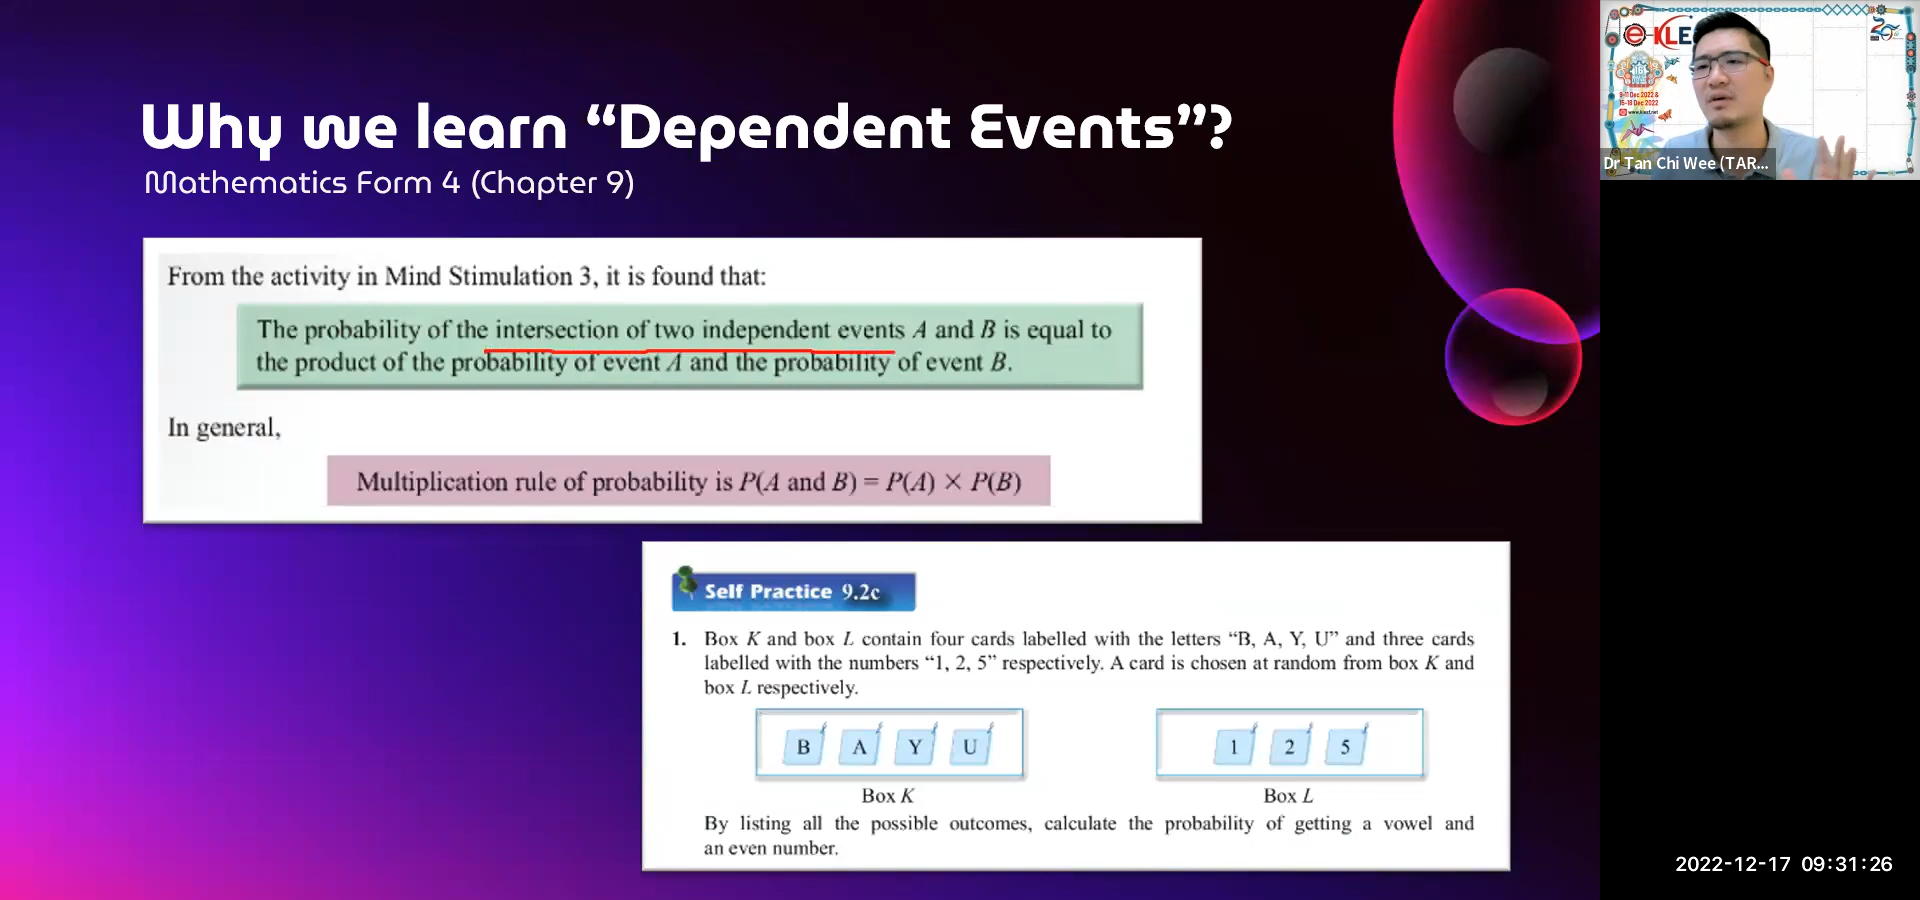 Why we learn “Dependent Events”?
Mathematics Form 4 (Chapter 9)
From the activity in Mind Stimulation 3, it is found that:
The probability of the intersection of two independent events A and B is equal to
the product of the probability of event A and the probability of event B.
In general,
Multiplication rule of probability is P(A and B) = P(A) × P(B)
Self Practice 9.2c
1. Box K and box L contain four cards labelled with the letters “B, A, Y, U” and three cards
labelled with the numbers “1, 2, 5” respectively. A card is chosen at random from box K and
box L respectively.
B A Y U
1 2 5
Box K
Box L
By listing all the possible outcomes, calculate the probability of getting a vowel and
an even number.
Dr Tan Chi Wee (TAR...
2022-12-17 09:31:26